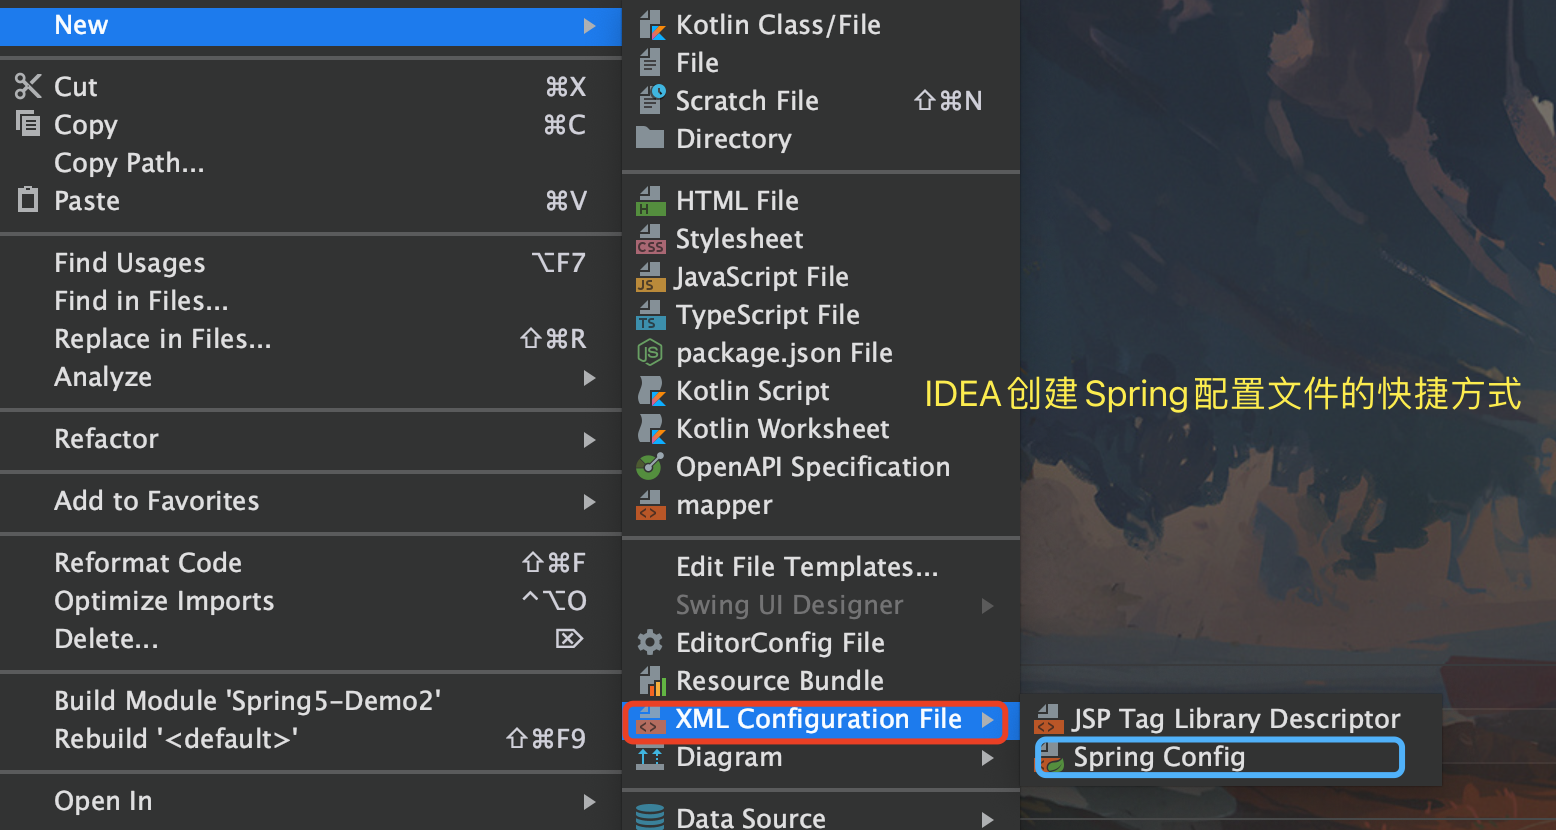 New
Cut ⌘X
Copy ⌘C
Copy Path...
Paste ⌘V
Find Usages ⌥F7
Find in Files...
Replace in Files... ⇧⌘R
Analyze
Refactor
Add to Favorites
Reformat Code ⇧⌘F
Optimize Imports ^⌥O
Delete... ⌦
Build Module 'Spring5-Demo2'
Rebuild '<default>' ⇧⌘F9
Open In
Kotlin Class/File
File
Scratch File ⇧⌘N
Directory
H HTML File
CSS Stylesheet
JS JavaScript File
TS TypeScript File
JS package.json File
Kotlin Script
Kotlin Worksheet
OpenAPI Specification
<> mapper
Edit File Templates...
Swing UI Designer
EditorConfig File
Resource Bundle
<> XML Configuration File
Diagram
Data Source
IDEA创建Spring配置文件的快捷方式
<> JSP Tag Library Descriptor
Spring Config